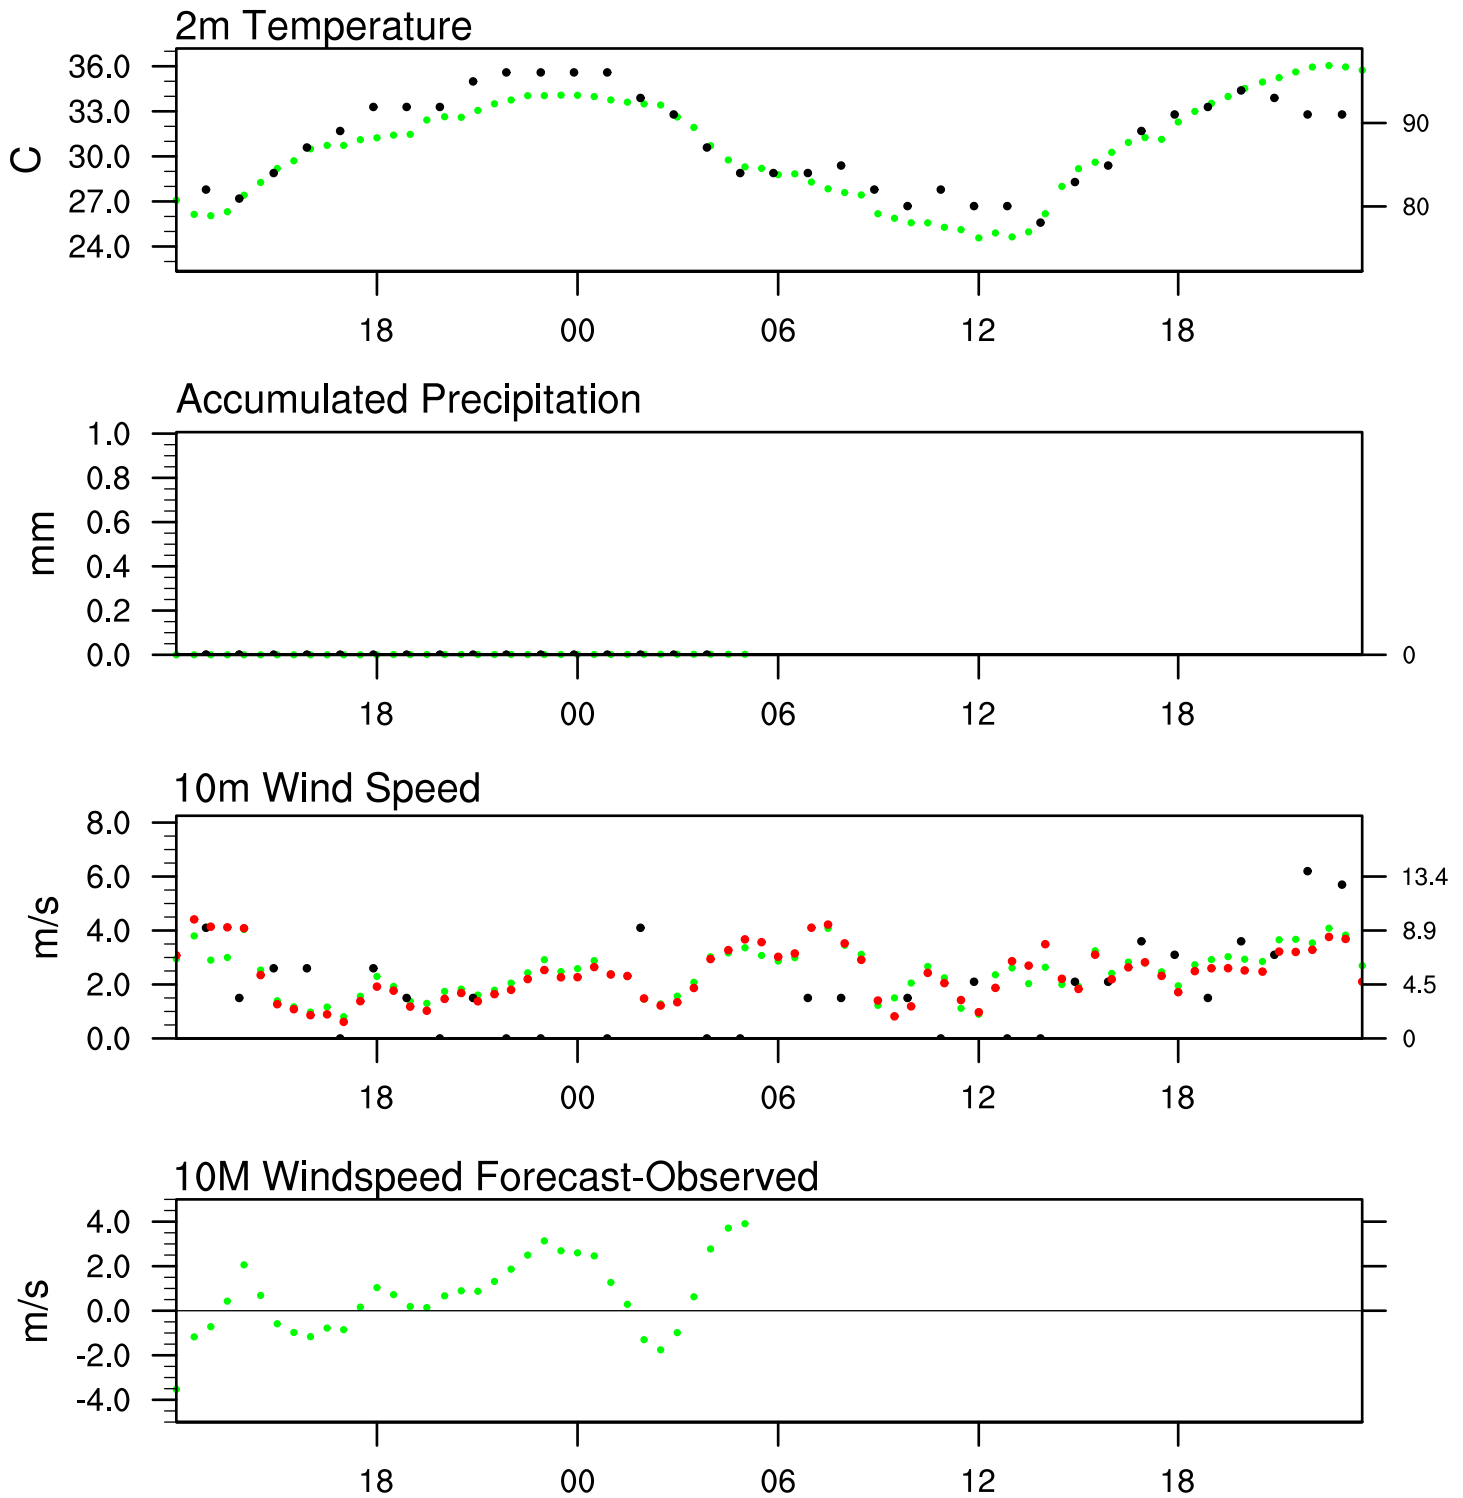 2m Temperature
36.0
33.0
30.0
27.0
24.0
C
90
80
18 00 06 12 18
Accumulated Precipitation
1.0
0.8
0.6
0.4
0.2
0.0
mm
0
18 00 06 12 18
10m Wind Speed
8.0
6.0
4.0
2.0
0.0
m/s
13.4
8.9
4.5
0
18 00 06 12 18
10M Windspeed Forecast-Observed
4.0
2.0
0.0
-2.0
-4.0
m/s
18 00 06 12 18